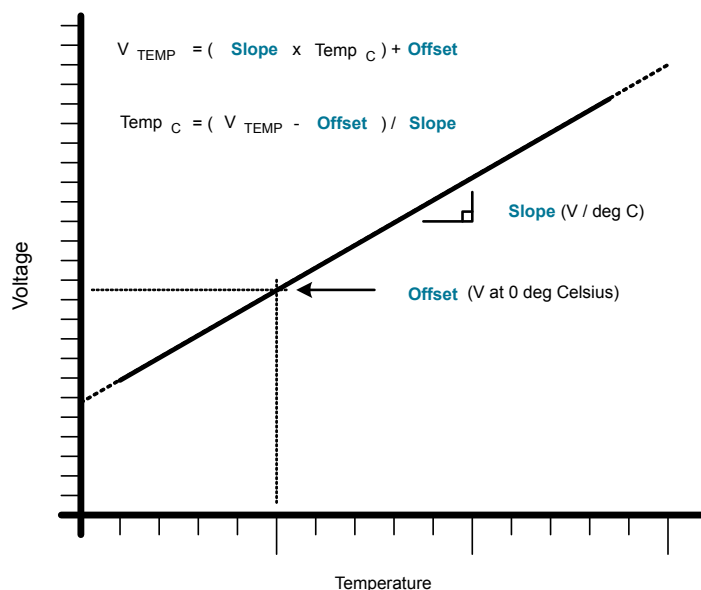 V TEMP = ( Slope x Temp C ) + Offset
Temp C = ( V TEMP - Offset ) / Slope
Slope (V / deg C)
Voltage
Offset (V at 0 deg Celsius)
Temperature